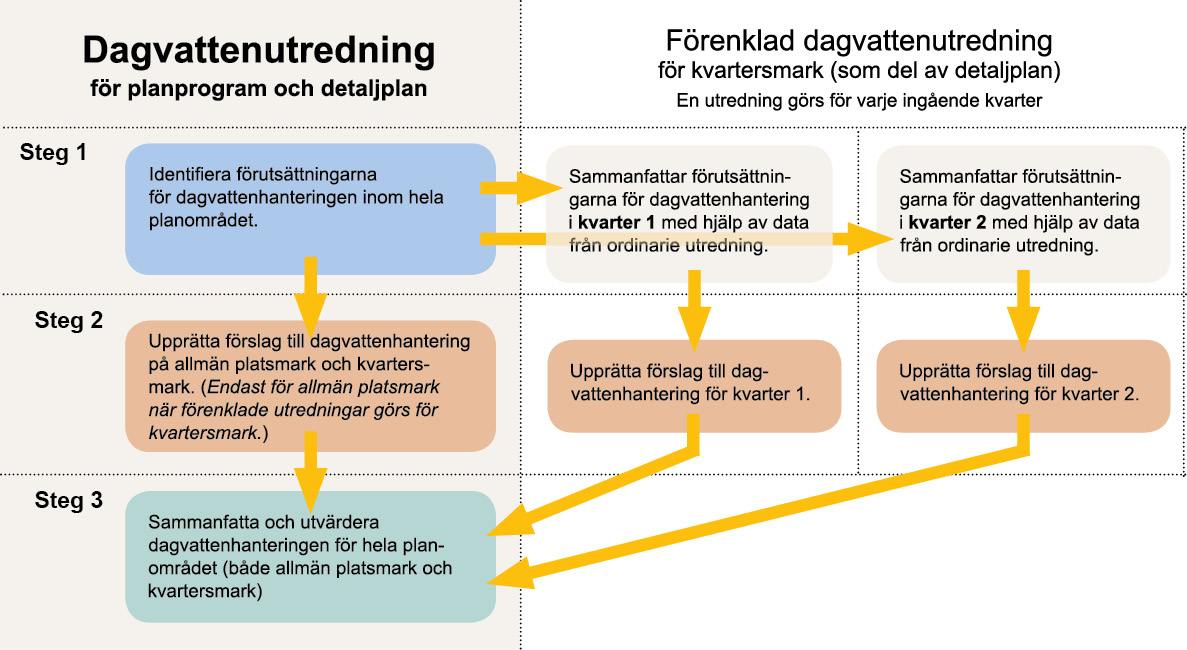 Dagvattenutredning
för planprogram och detaljplan
Förenklad dagvattenutredning
för kvartersmark (som del av detaljplan)
En utredning görs för varje ingående kvarter
Steg 1
Identifiera förutsättningarna
för dagvattenhanteringen inom hela
planområdet.
Sammanfattar förutsättnin-
garna för dagvattenhantering
i kvarter 1 med hjälp av data
från ordinarie utredning.
Sammanfattar förutsättnin-
garna för dagvattenhantering
i kvarter 2 med hjälp av data
från ordinarie utredning.
Steg 2
Upprätta förslag till dagvattenhantering
på allmän platsmark och kvarters-
mark. (Endast för allmän platsmark
när förenklade utredningar görs för
kvartersmark.)
Upprätta förslag till dag-
vattenhantering för kvarter 1.
Upprätta förslag till dag-
vattenhantering för kvarter 2.
Steg 3
Sammanfatta och utvärdera
dagvattenhanteringen för hela plan-
området (både allmän platsmark och
kvartersmark)